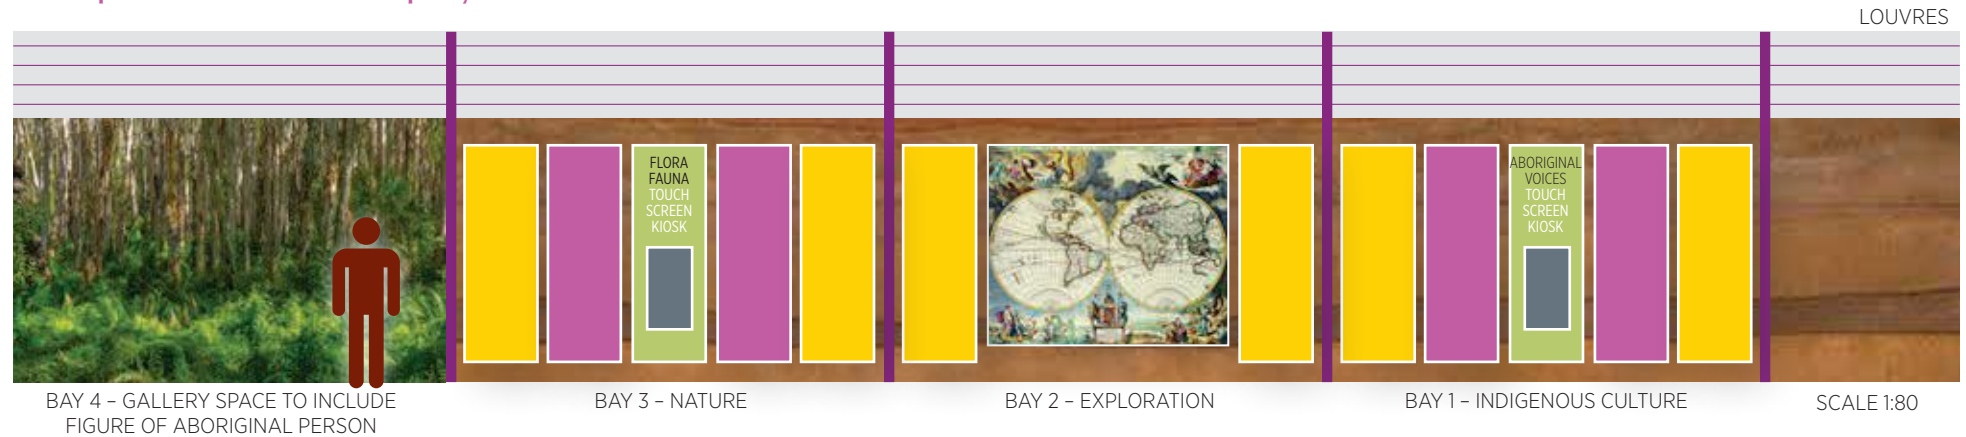 LOUVRES
FLORA
FAUNA
TOUCH
SCREEN
KIOSK
ABORIGINAL
VOICES
TOUCH
SCREEN
KIOSK
BAY 4 – GALLERY SPACE TO INCLUDE
FIGURE OF ABORIGINAL PERSON
BAY 3 – NATURE
BAY 2 – EXPLORATION
BAY 1 – INDIGENOUS CULTURE
SCALE 1:80